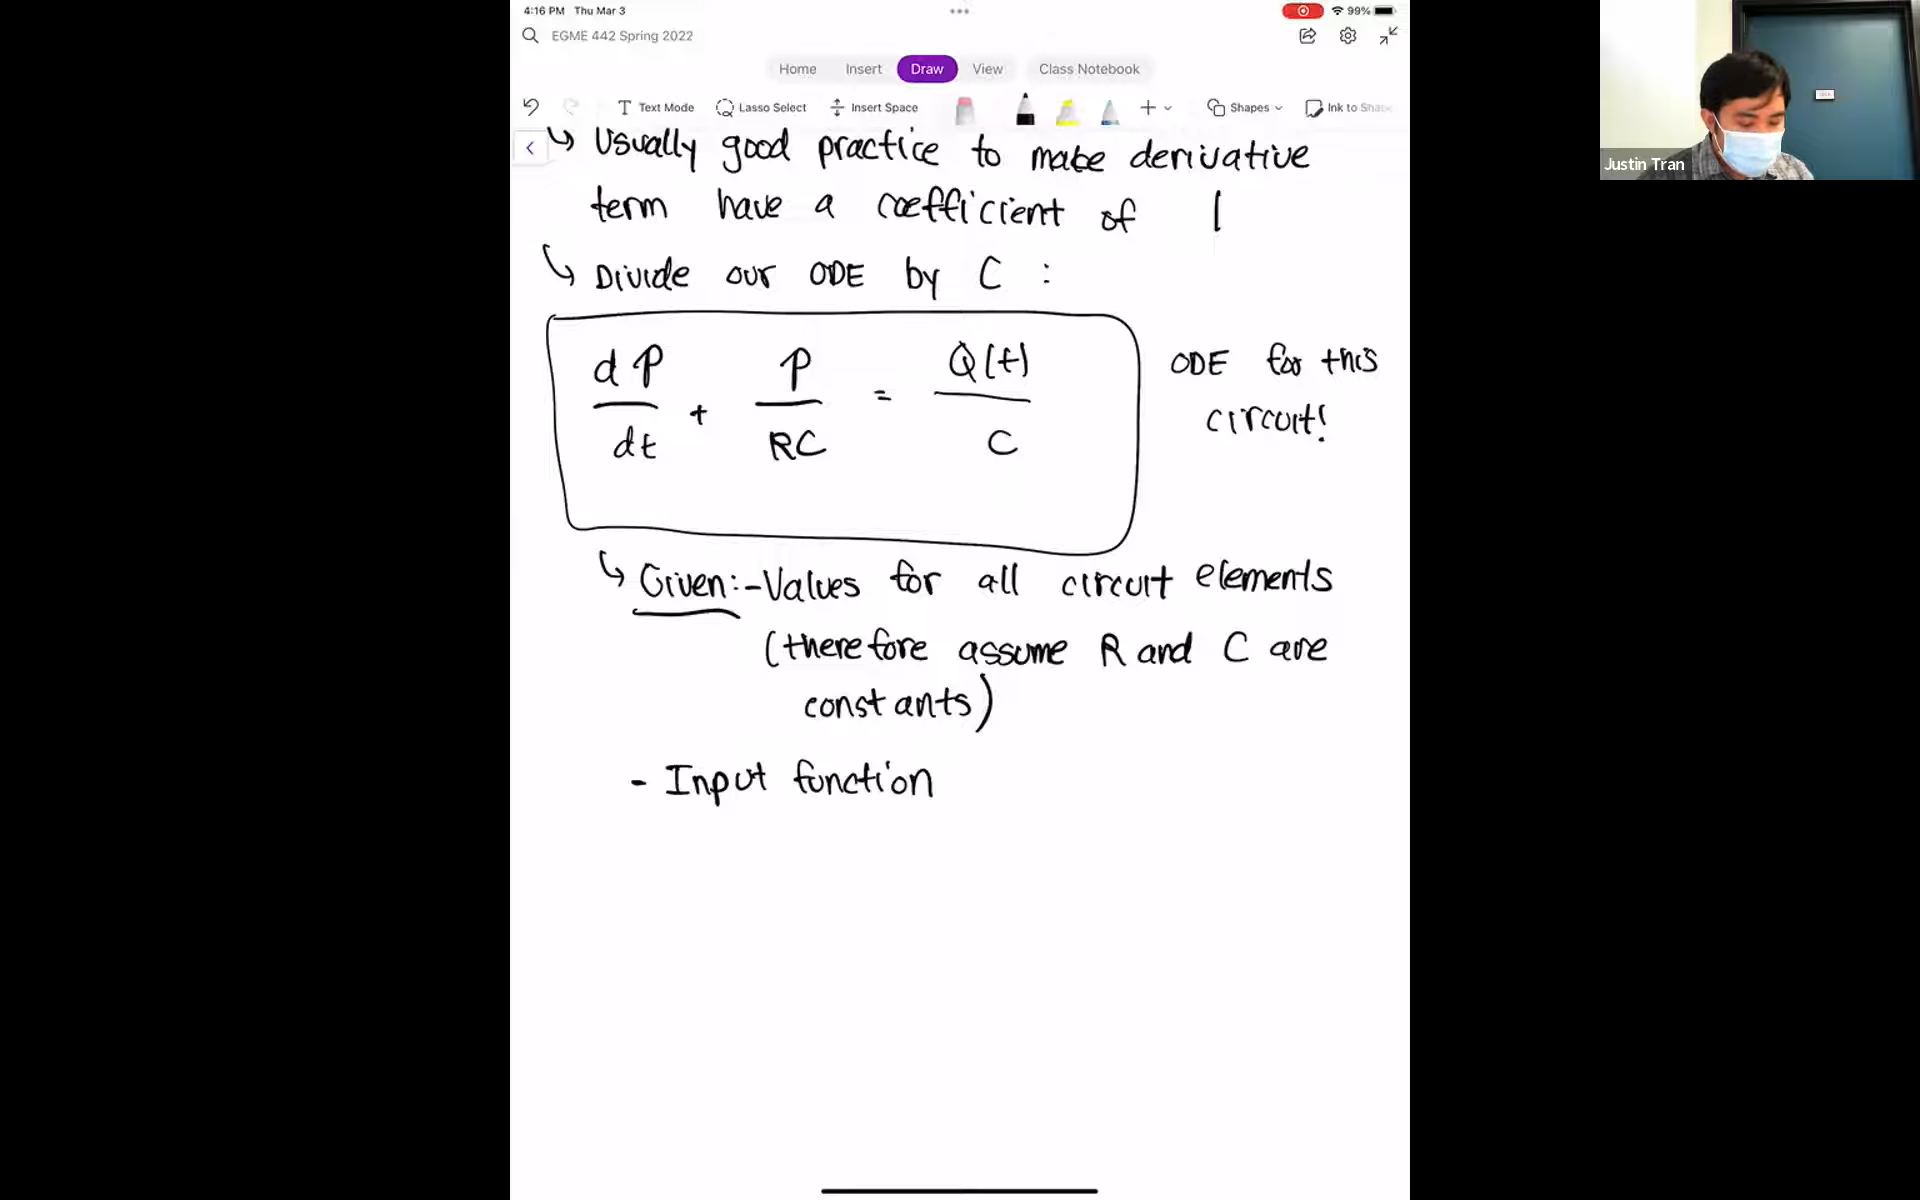 4:16 PM Thu Mar 3
99%
EGME 442 Spring 2022
Home Insert Draw View Class Notebook
Text Mode Lasso Select Insert Space Shapes Ink to Shape
↳ Usually good practice to make derivative
term have a coefficient of 1
↳ Divide our ODE by C :
dP/dt + P/RC = Q(t)/C
ODE for this
circuit!
↳ Given: - Values for all circuit elements
(therefore assume R and C are
constants)
- Input function
Justin Tran